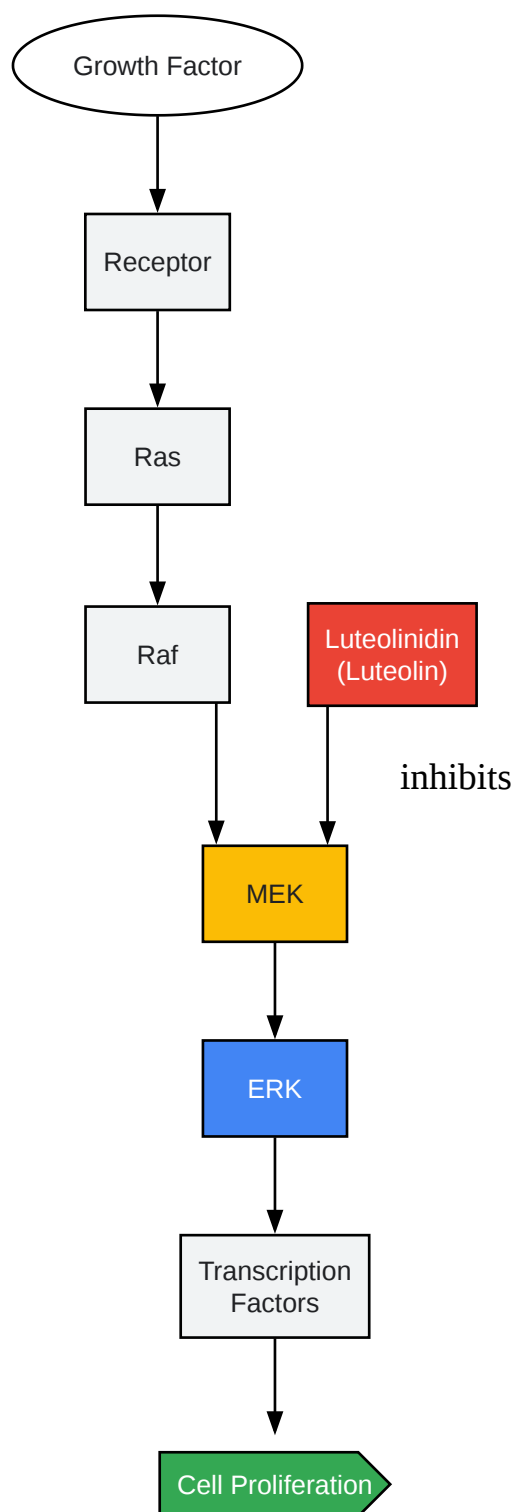 Growth Factor
Receptor
Ras
Raf
Luteolinidin
(Luteolin)
inhibits
MEK
ERK
Transcription
Factors
Cell Proliferation